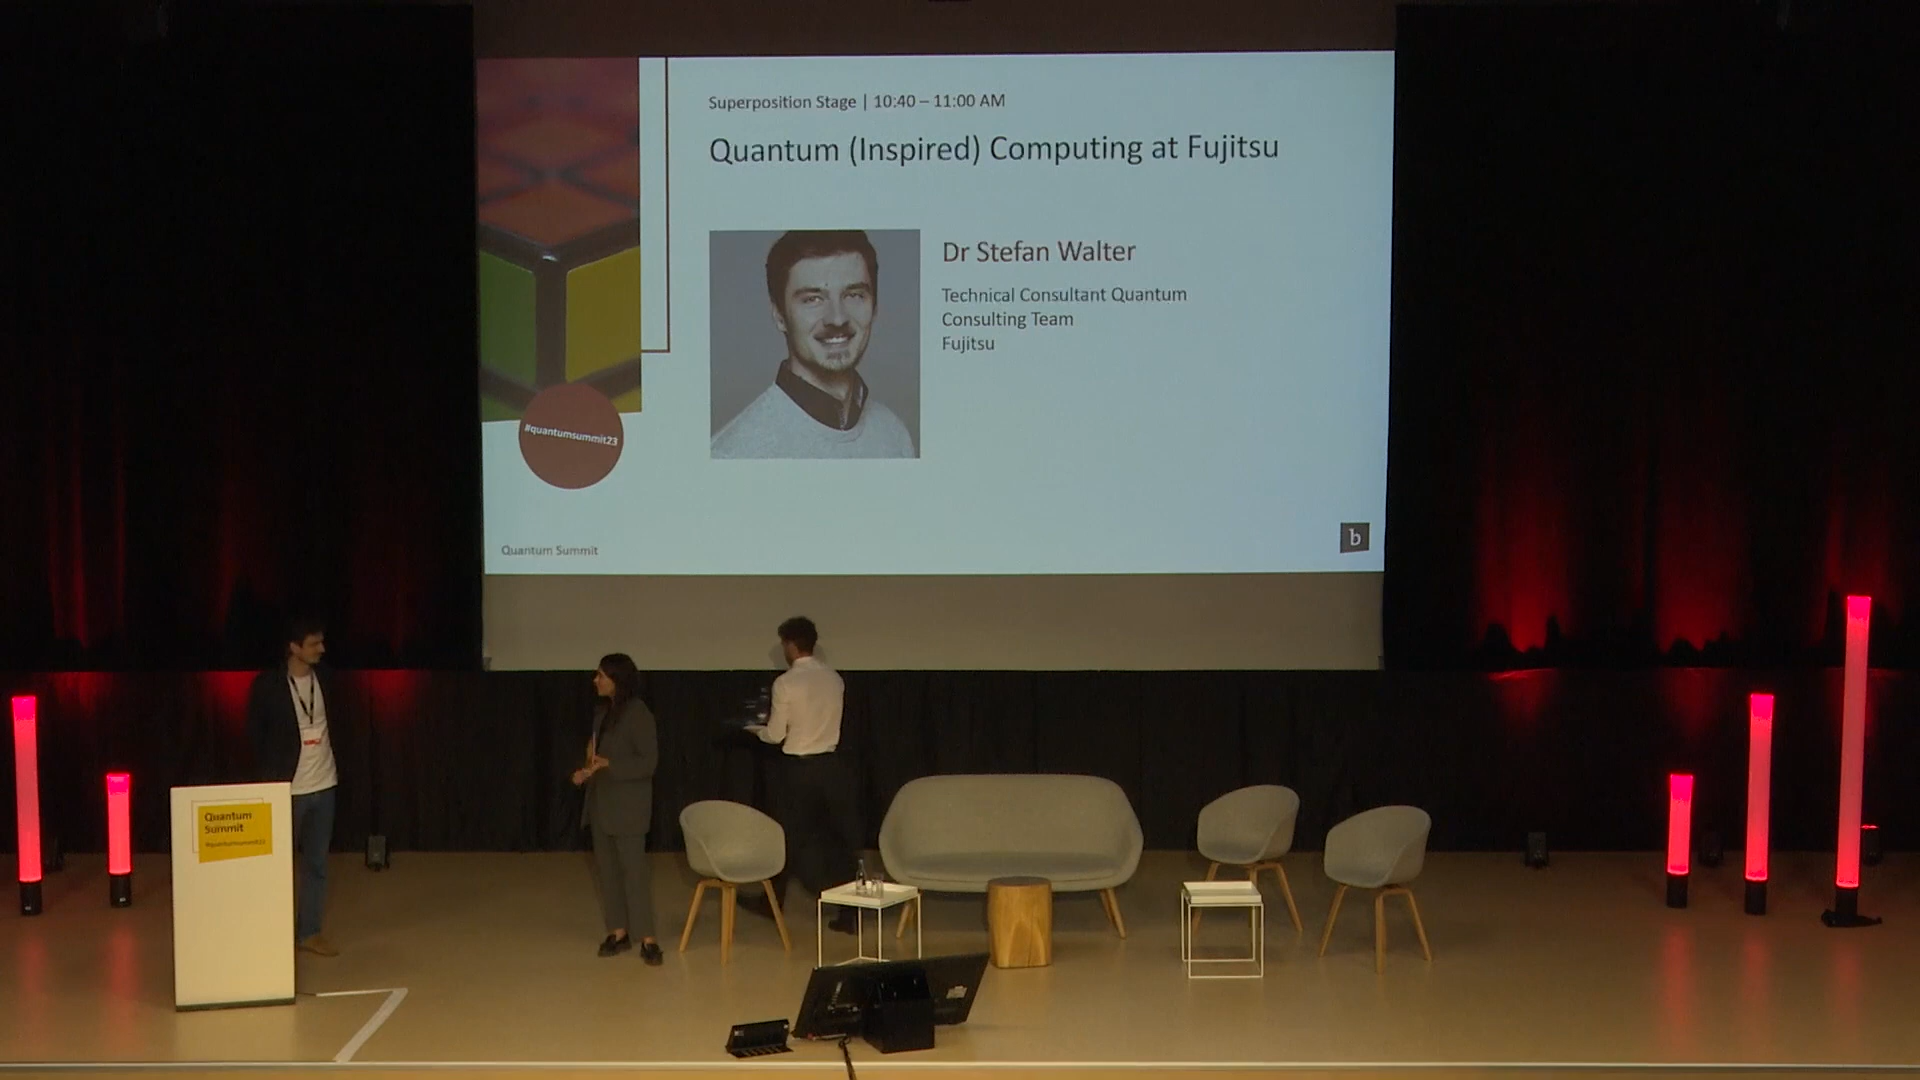 Superposition Stage | 10:40 – 11:00 AM
Quantum (Inspired) Computing at Fujitsu
Dr Stefan Walter
Technical Consultant Quantum
Consulting Team
Fujitsu
#quantumsummit23
Quantum Summit
b
Quantum
Summit
#quantumsummit23